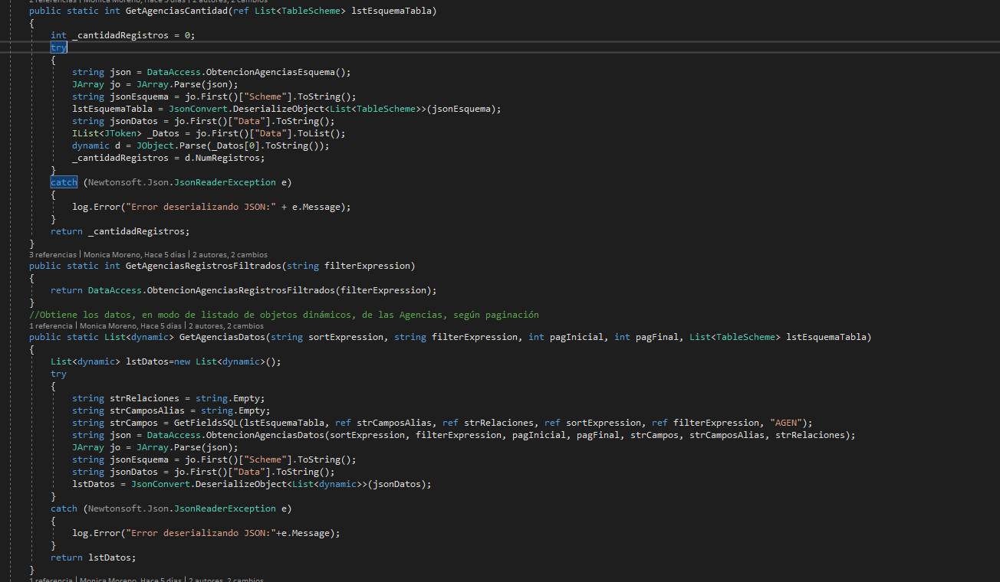 2 referencias | Monica Moreno, Hace 5 días | 2 autores, 2 cambios
public static int GetAgenciasCantidad(ref List<TableScheme> lstEsquemaTabla)
{
int _cantidadRegistros = 0;
try
{
string json = DataAccess.ObtencionAgenciasEsquema();
JArray jo = JArray.Parse(json);
string jsonEsquema = jo.First()["Scheme"].ToString();
lstEsquemaTabla = JsonConvert.DeserializeObject<List<TableScheme>>(jsonEsquema);
string jsonDatos = jo.First()["Data"].ToString();
IList<JToken> _Datos = jo.First()["Data"].ToList();
dynamic d = JObject.Parse(_Datos[0].ToString());
_cantidadRegistros = d.NumRegistros;
}
catch (Newtonsoft.Json.JsonReaderException e)
{
log.Error("Error deserializando JSON:" + e.Message);
}
return _cantidadRegistros;
}
3 referencias | Monica Moreno, Hace 5 días | 2 autores, 2 cambios
public static int GetAgenciasRegistrosFiltrados(string filterExpression)
{
return DataAccess.ObtencionAgenciasRegistrosFiltrados(filterExpression);
}
//Obtiene los datos, en modo de listado de objetos dinámicos, de las Agencias, según paginación
1 referencia | Monica Moreno, Hace 5 días | 2 autores, 2 cambios
public static List<dynamic> GetAgenciasDatos(string sortExpression, string filterExpression, int pagInicial, int pagFinal, List<TableScheme> lstEsquemaTabla)
{
List<dynamic> lstDatos=new List<dynamic>();
try
{
string strRelaciones = string.Empty;
string strCamposAlias = string.Empty;
string strCampos = GetFieldsSQL(lstEsquemaTabla, ref strCamposAlias, ref strRelaciones, ref sortExpression, ref filterExpression, "AGEN");
string json = DataAccess.ObtencionAgenciasDatos(sortExpression, filterExpression, pagInicial, pagFinal, strCampos, strCamposAlias, strRelaciones);
JArray jo = JArray.Parse(json);
string jsonEsquema = jo.First()["Scheme"].ToString();
string jsonDatos = jo.First()["Data"].ToString();
lstDatos = JsonConvert.DeserializeObject<List<dynamic>>(jsonDatos);
}
catch (Newtonsoft.Json.JsonReaderException e)
{
log.Error("Error deserializando JSON:"+e.Message);
}
return lstDatos;
}
1 referencia | Monica Moreno, Hace 5 días | 2 autores, 2 cambios